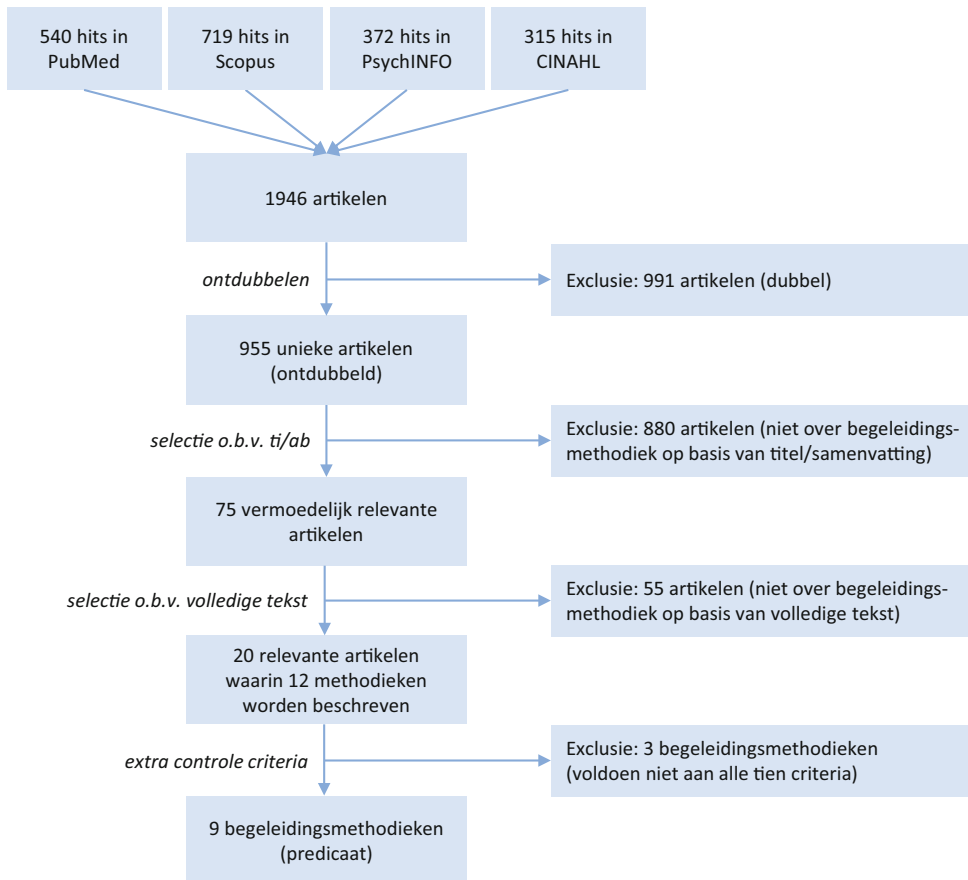 540 hits in
PubMed
719 hits in
Scopus
372 hits in
PsychINFO
315 hits in
CINAHL
1946 artikelen
ontdubbelen
Exclusie: 991 artikelen (dubbel)
955 unieke artikelen
(ontdubbeld)
selectie o.b.v. ti/ab
Exclusie: 880 artikelen (niet over begeleidings-
methodiek op basis van titel/samenvatting)
75 vermoedelijk relevante
artikelen
selectie o.b.v. volledige tekst
Exclusie: 55 artikelen (niet over begeleidings-
methodiek op basis van volledige tekst)
20 relevante artikelen
waarin 12 methodieken
worden beschreven
extra controle criteria
Exclusie: 3 begeleidingsmethodieken
(voldoen niet aan alle tien criteria)
9 begeleidingsmethodieken
(predicaat)